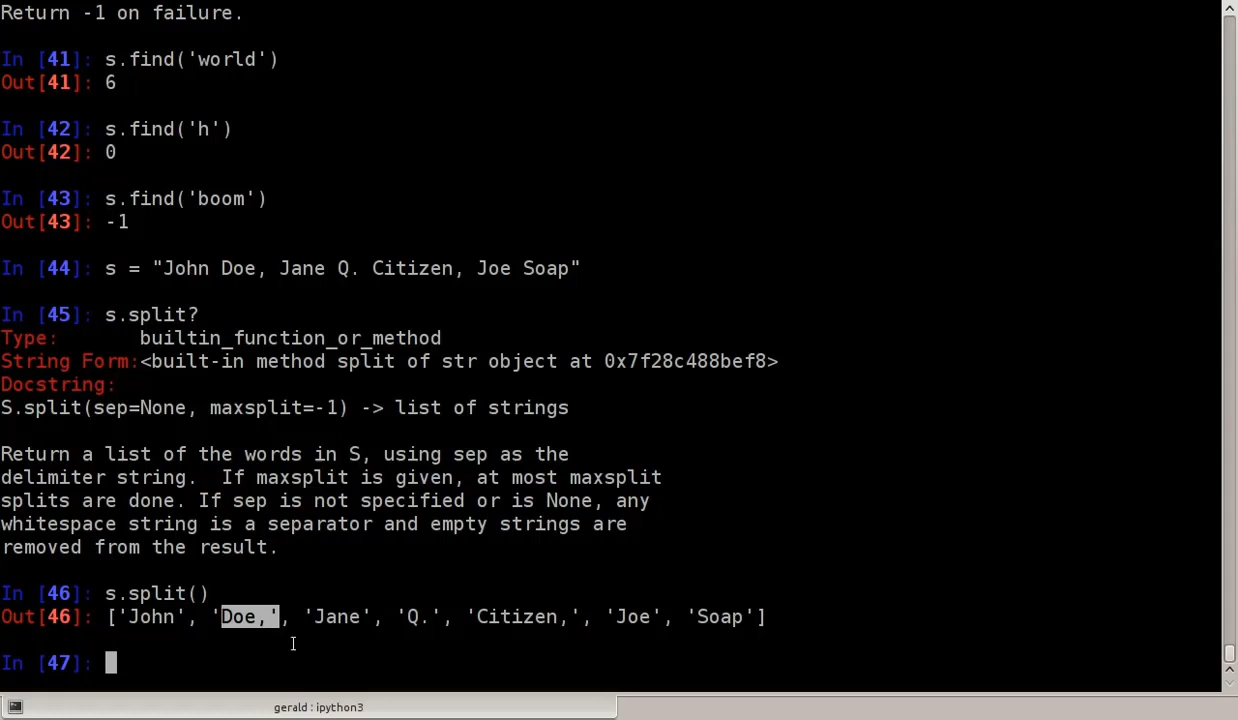 Return -1 on failure.
In [41]: s.find('world')
Out[41]: 6
In [42]: s.find('h')
Out[42]: 0
In [43]: s.find('boom')
Out[43]: -1
In [44]: s = "John Doe, Jane Q. Citizen, Joe Soap"
In [45]: s.split?
Type:       builtin_function_or_method
String Form:<built-in method split of str object at 0x7f28c488bef8>
Docstring:
S.split(sep=None, maxsplit=-1) -> list of strings
Return a list of the words in S, using sep as the
delimiter string.  If maxsplit is given, at most maxsplit
splits are done. If sep is not specified or is None, any
whitespace string is a separator and empty strings are
removed from the result.
In [46]: s.split()
Out[46]: ['John', 'Doe,', 'Jane', 'Q.', 'Citizen,', 'Joe', 'Soap']
In [47]:
gerald : ipython3